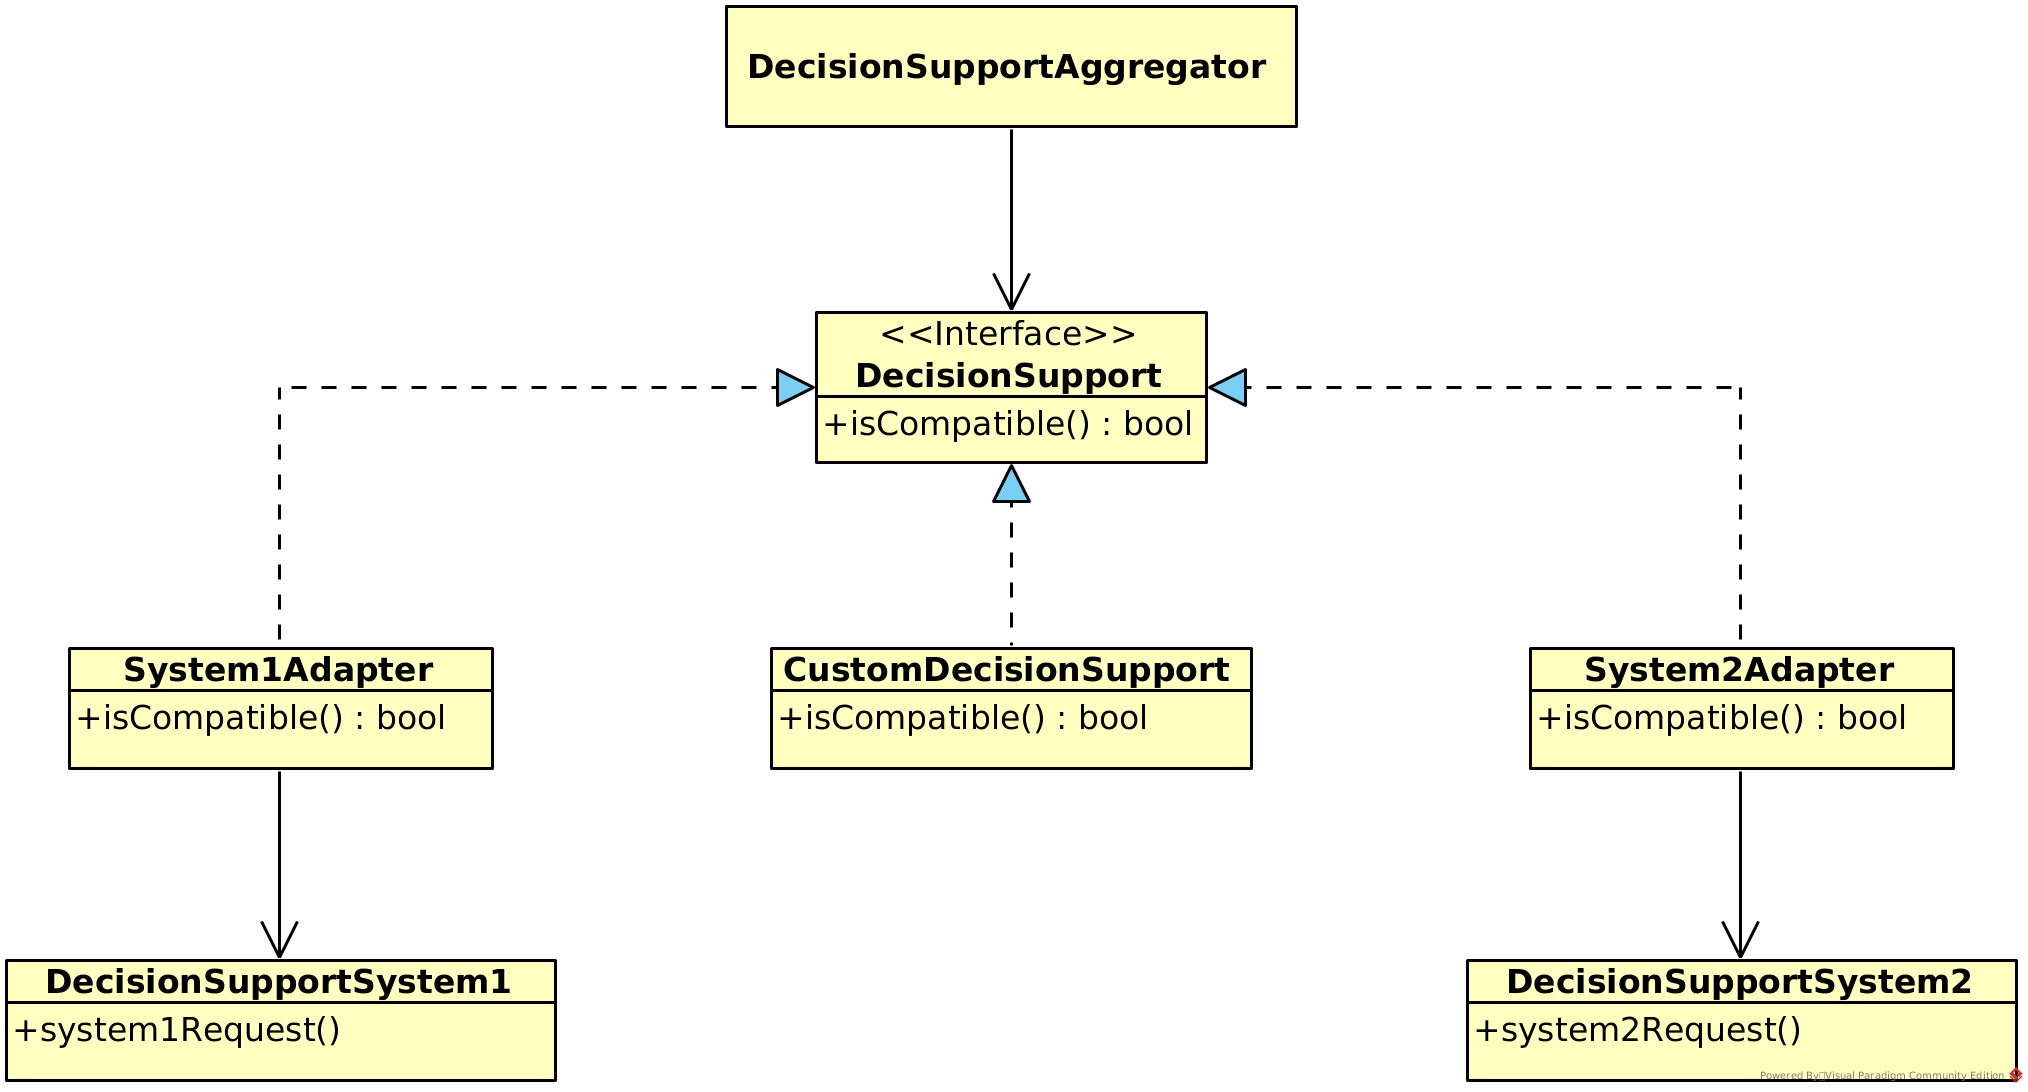 DecisionSupportAggregator
<<Interface>>
DecisionSupport
+isCompatible() : bool
System1Adapter
+isCompatible() : bool
CustomDecisionSupport
+isCompatible() : bool
System2Adapter
+isCompatible() : bool
DecisionSupportSystem1
+system1Request()
DecisionSupportSystem2
+system2Request()
Powered By Visual Paradigm Community Edition